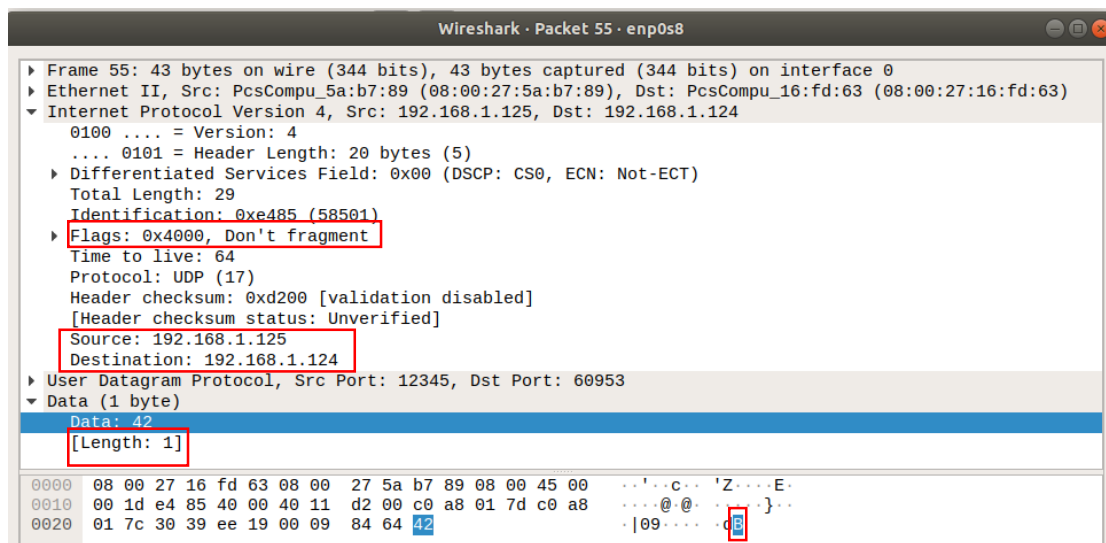 Wireshark · Packet 55 · enp0s8
Frame 55: 43 bytes on wire (344 bits), 43 bytes captured (344 bits) on interface 0
Ethernet II, Src: PcsCompu_5a:b7:89 (08:00:27:5a:b7:89), Dst: PcsCompu_16:fd:63 (08:00:27:16:fd:63)
Internet Protocol Version 4, Src: 192.168.1.125, Dst: 192.168.1.124
0100 .... = Version: 4
.... 0101 = Header Length: 20 bytes (5)
Differentiated Services Field: 0x00 (DSCP: CS0, ECN: Not-ECT)
Total Length: 29
Identification: 0xe485 (58501)
Flags: 0x4000, Don't fragment
Time to live: 64
Protocol: UDP (17)
Header checksum: 0xd200 [validation disabled]
[Header checksum status: Unverified]
Source: 192.168.1.125
Destination: 192.168.1.124
User Datagram Protocol, Src Port: 12345, Dst Port: 60953
Data (1 byte)
Data: 42
[Length: 1]
0000 08 00 27 16 fd 63 08 00 27 5a b7 89 08 00 45 00 ··'··c·· 'Z····E·
0010 00 1d e4 85 40 00 40 11 d2 00 c0 a8 01 7d c0 a8 ····@·@· ·····}··
0020 01 7c 30 39 ee 19 00 09 84 64 42 ·|09···· ·dB